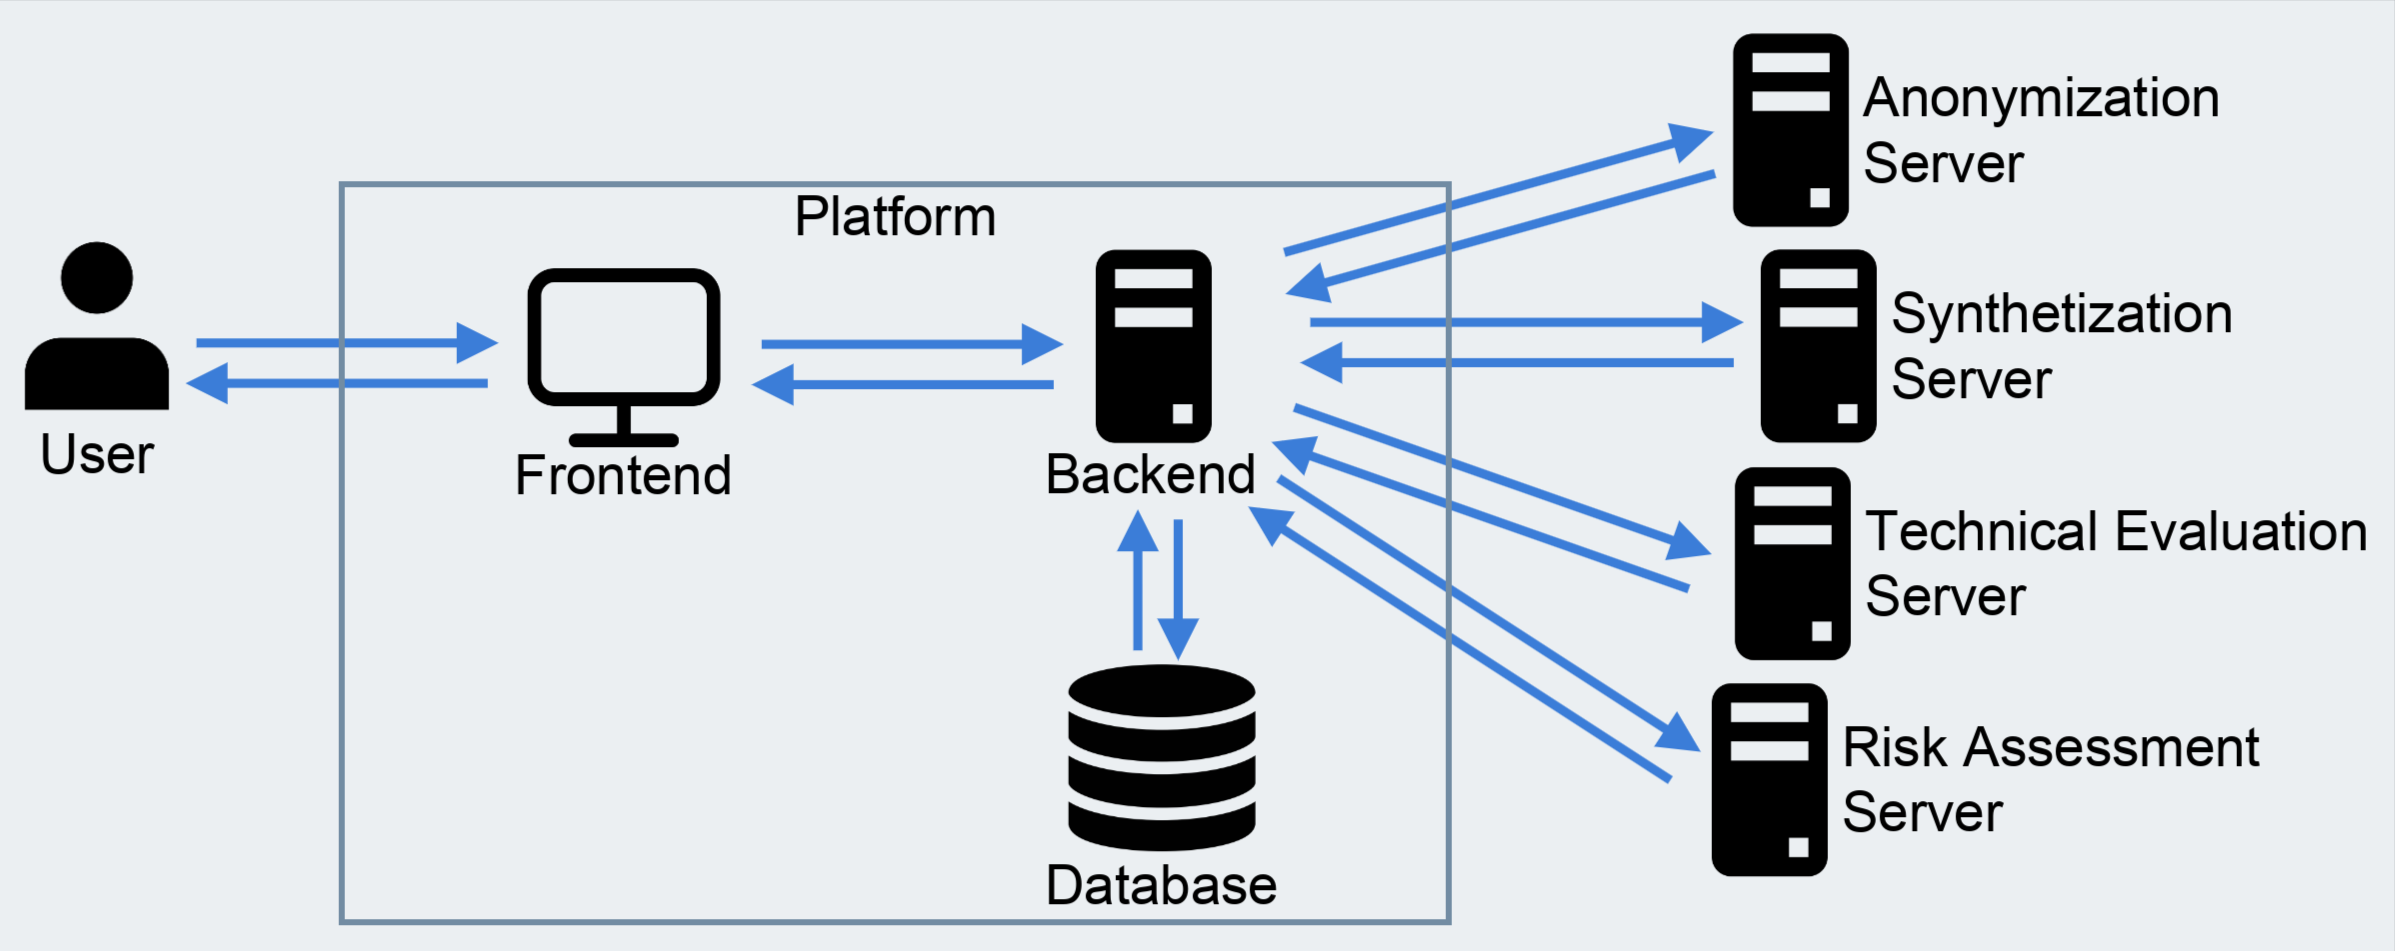 Platform
User
Frontend
Backend
Database
Anonymization
Server
Synthetization
Server
Technical Evaluation
Server
Risk Assessment
Server